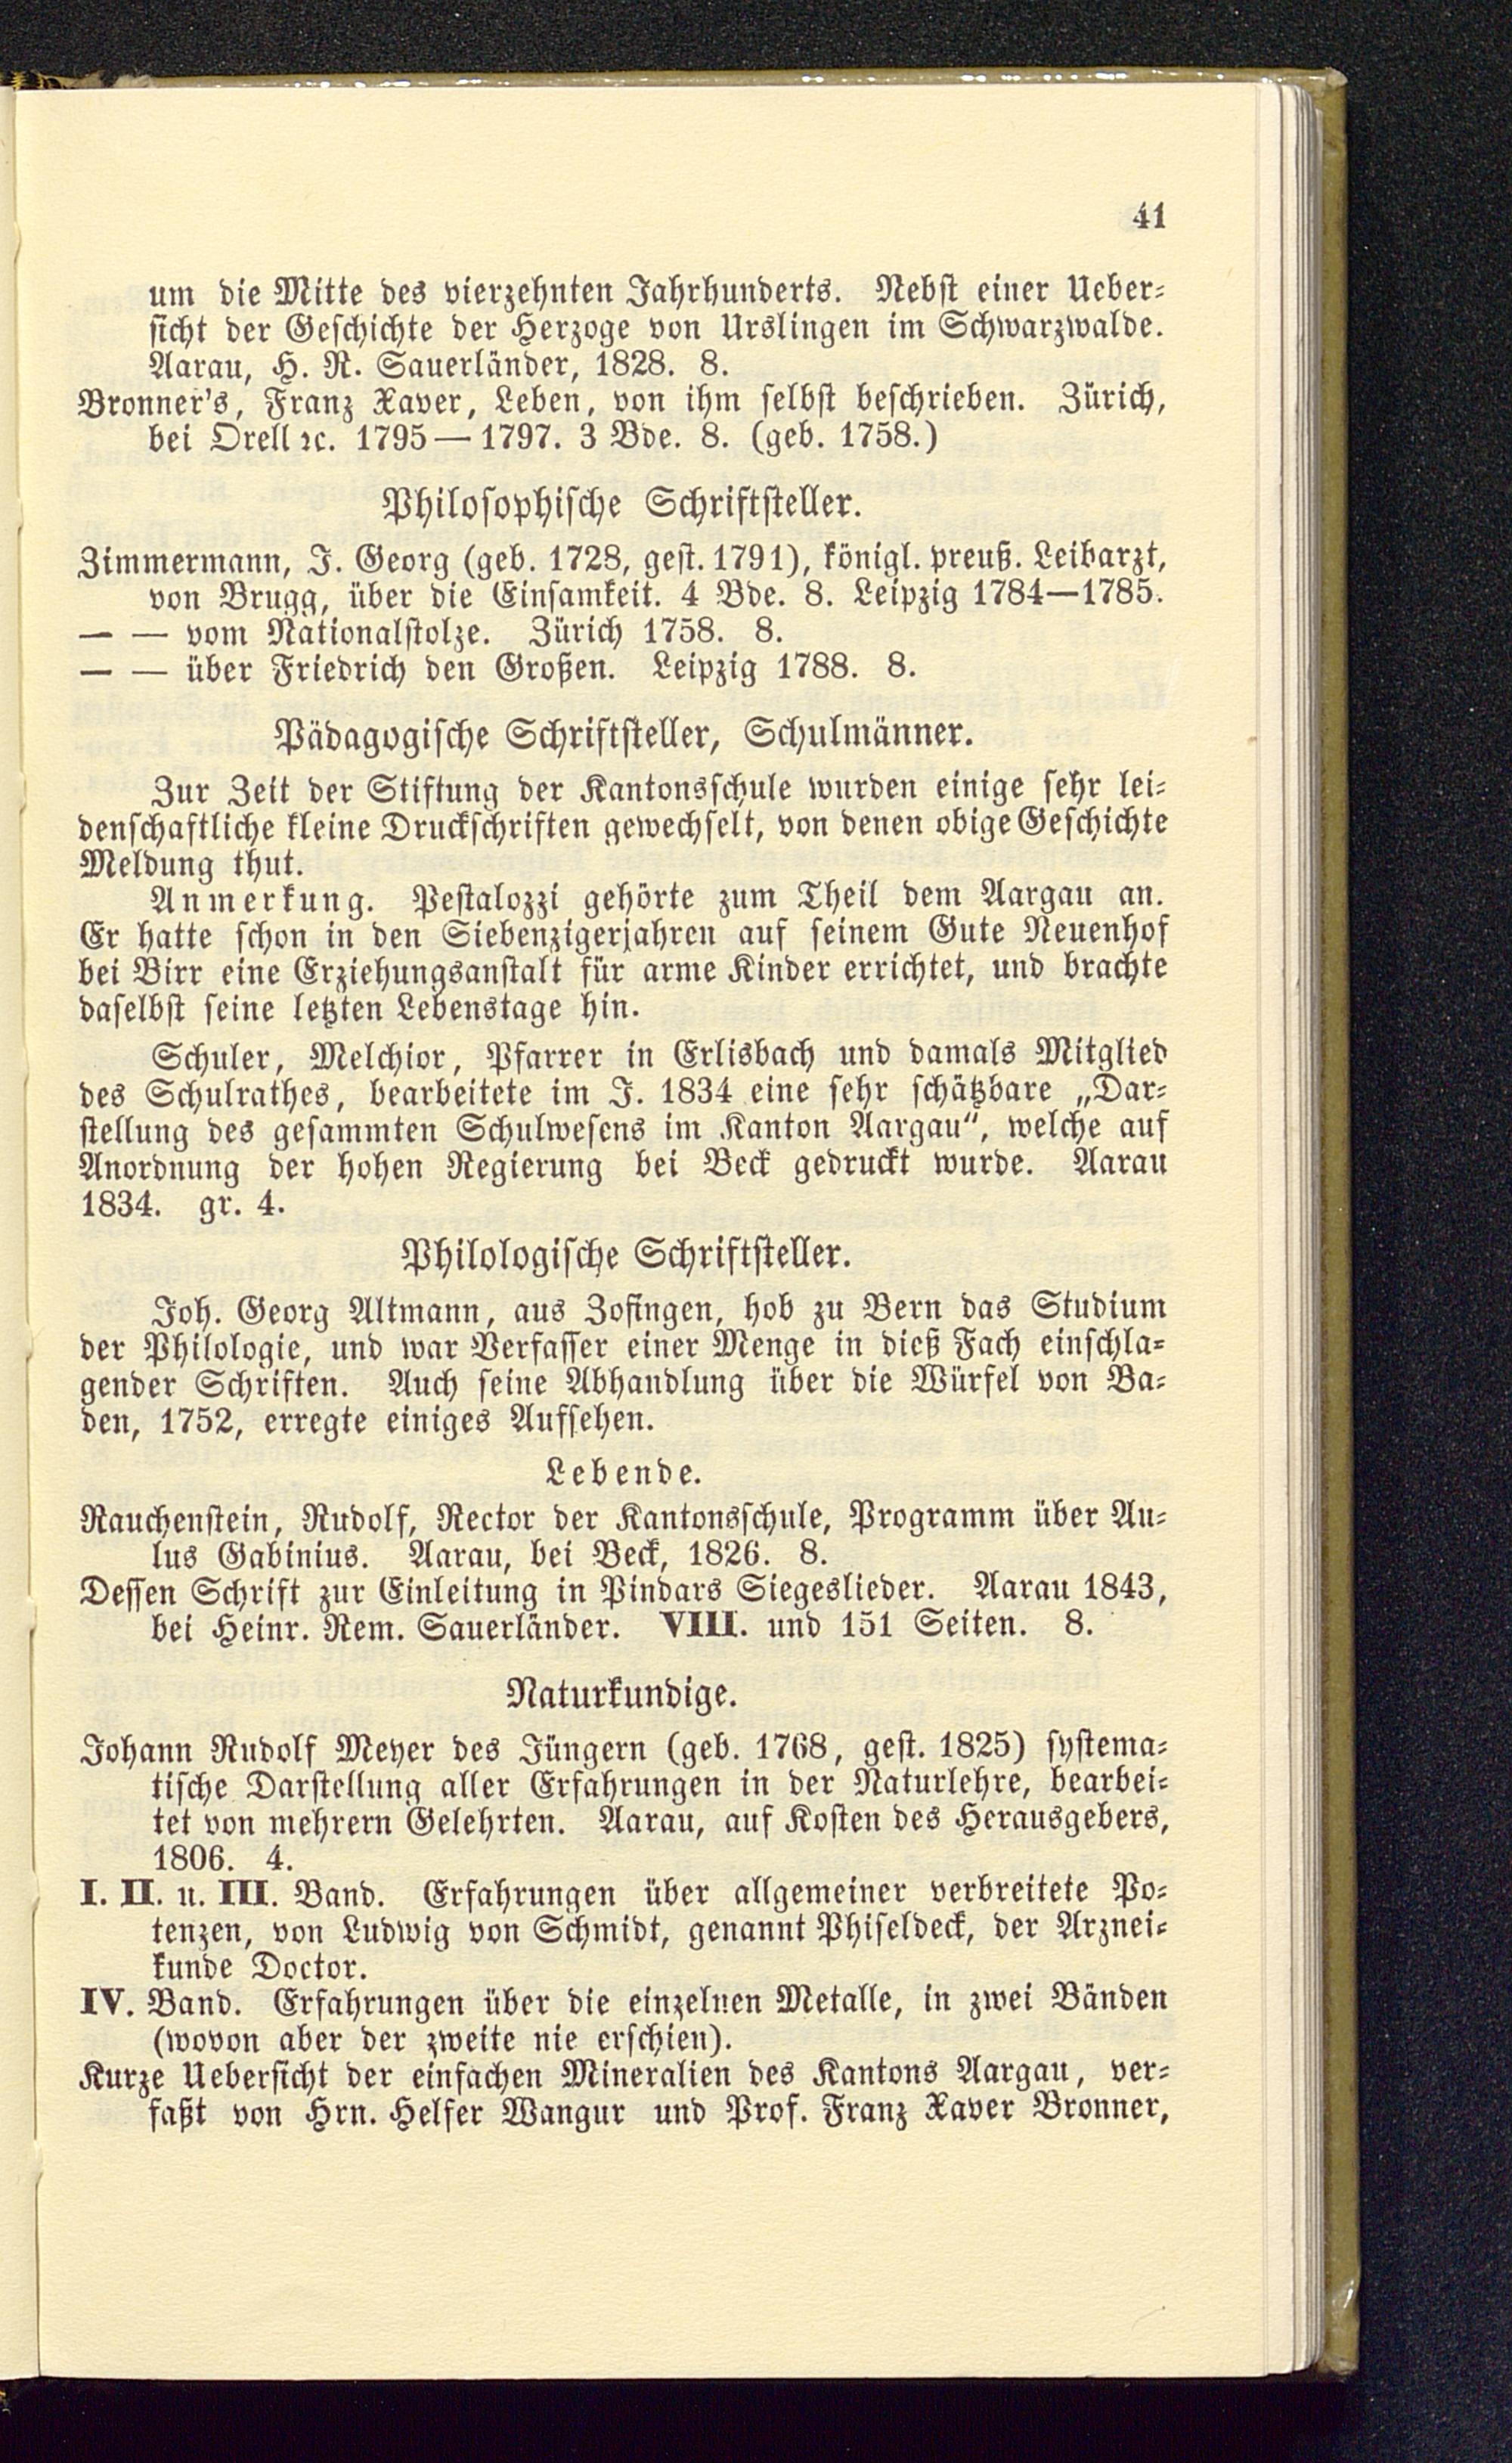 41
um die Mitte des vierzehnten Jahrhunderts. Nebst einer Ueber-
sicht der Geschichte der Herzoge von Urslingen im Schwarzwalde.
Aarau, H. R. Sauerländer, 1828. 8.
Bronner's, Franz Xaver, Leben, von ihm selbst beschrieben. Zürich,
bei Orell ꝛc. 1795 — 1797. 3 Bde. 8. (geb. 1758.)
Philosophische Schriftsteller.
Zimmermann, J. Georg (geb. 1728, gest. 1791), königl. preuß. Leibarzt,
von Brugg, über die Einsamkeit. 4 Bde. 8. Leipzig 1784—1785.
— — vom Nationalstolze. Zürich 1758. 8.
— — über Friedrich den Großen. Leipzig 1788. 8.
Pädagogische Schriftsteller, Schulmänner.
Zur Zeit der Stiftung der Kantonsschule wurden einige sehr lei-
denschaftliche kleine Druckschriften gewechselt, von denen obige Geschichte
Meldung thut.
Anmerkung. Pestalozzi gehörte zum Theil dem Aargau an.
Er hatte schon in den Siebenzigerjahren auf seinem Gute Neuenhof
bei Birr eine Erziehungsanstalt für arme Kinder errichtet, und brachte
daselbst seine letzten Lebenstage hin.
Schuler, Melchior, Pfarrer in Erlisbach und damals Mitglied
des Schulrathes, bearbeitete im J. 1834 eine sehr schätzbare „Dar-
stellung des gesammten Schulwesens im Kanton Aargau“, welche auf
Anordnung der hohen Regierung bei Beck gedruckt wurde. Aarau
1834. gr. 4.
Philologische Schriftsteller.
Joh. Georg Altmann, aus Zofingen, hob zu Bern das Studium
der Philologie, und war Verfasser einer Menge in dieß Fach einschla-
gender Schriften. Auch seine Abhandlung über die Würfel von Ba-
den, 1752, erregte einiges Aufsehen.
Lebende.
Rauchenstein, Rudolf, Rector der Kantonsschule, Programm über Au-
lus Gabinius. Aarau, bei Beck, 1826. 8.
Dessen Schrift zur Einleitung in Pindars Siegeslieder. Aarau 1843,
bei Heinr. Rem. Sauerländer. VIII. und 151 Seiten. 8.
Naturkundige.
Johann Rudolf Meyer des Jüngern (geb. 1768, gest. 1825) systema-
tische Darstellung aller Erfahrungen in der Naturlehre, bearbei-
tet von mehrern Gelehrten. Aarau, auf Kosten des Herausgebers,
1806. 4.
I. II. u. III. Band. Erfahrungen über allgemeiner verbreitete Po-
tenzen, von Ludwig von Schmidt, genannt Phiseldeck, der Arznei-
kunde Doctor.
IV. Band. Erfahrungen über die einzelnen Metalle, in zwei Bänden
(wovon aber der zweite nie erschien).
Kurze Uebersicht der einfachen Mineralien des Kantons Aargau, ver-
faßt von Hrn. Helfer Wangur und Prof. Franz Xaver Bronner,